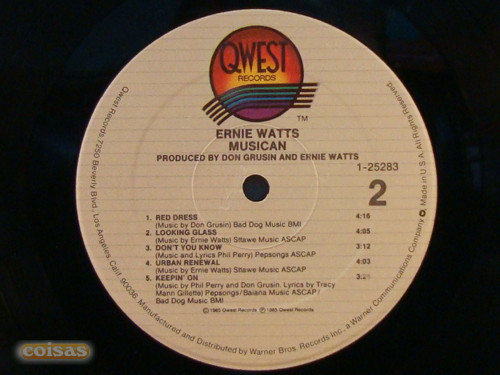 QWEST
RECORDS
TM
ERNIE WATTS
MUSICAN
PRODUCED BY DON GRUSIN AND ERNIE WATTS
1-25283
2
1. RED DRESS 4:16
(Music by Don Grusin) Bad Dog Music BMI
2. LOOKING GLASS 4:05
(Music by Ernie Watts) Sttawe Music ASCAP
3. DON'T YOU KNOW 3:12
(Music and Lyrics Phil Perry) Pepsongs ASCAP
4. URBAN RENEWAL 4:03
(Music by Ernie Watts) Sttawe Music ASCAP
5. KEEPIN' ON
(Music by Phil Perry and Don Grusin. Lyrics by Tracy
Mann Gillette) Pepsongs/Baiana Music ASCAP/
Bad Dog Music BMI
℗1985 Qwest Records ©1985 Qwest Records
Qwest Records: 7250 Beverly Blvd., Los Angeles, Calif. 90036, Manufactured and Distributed by Warner Bros. Records Inc., a Warner Communications Company Made in U.S.A. All Rights Reserved.
coisas